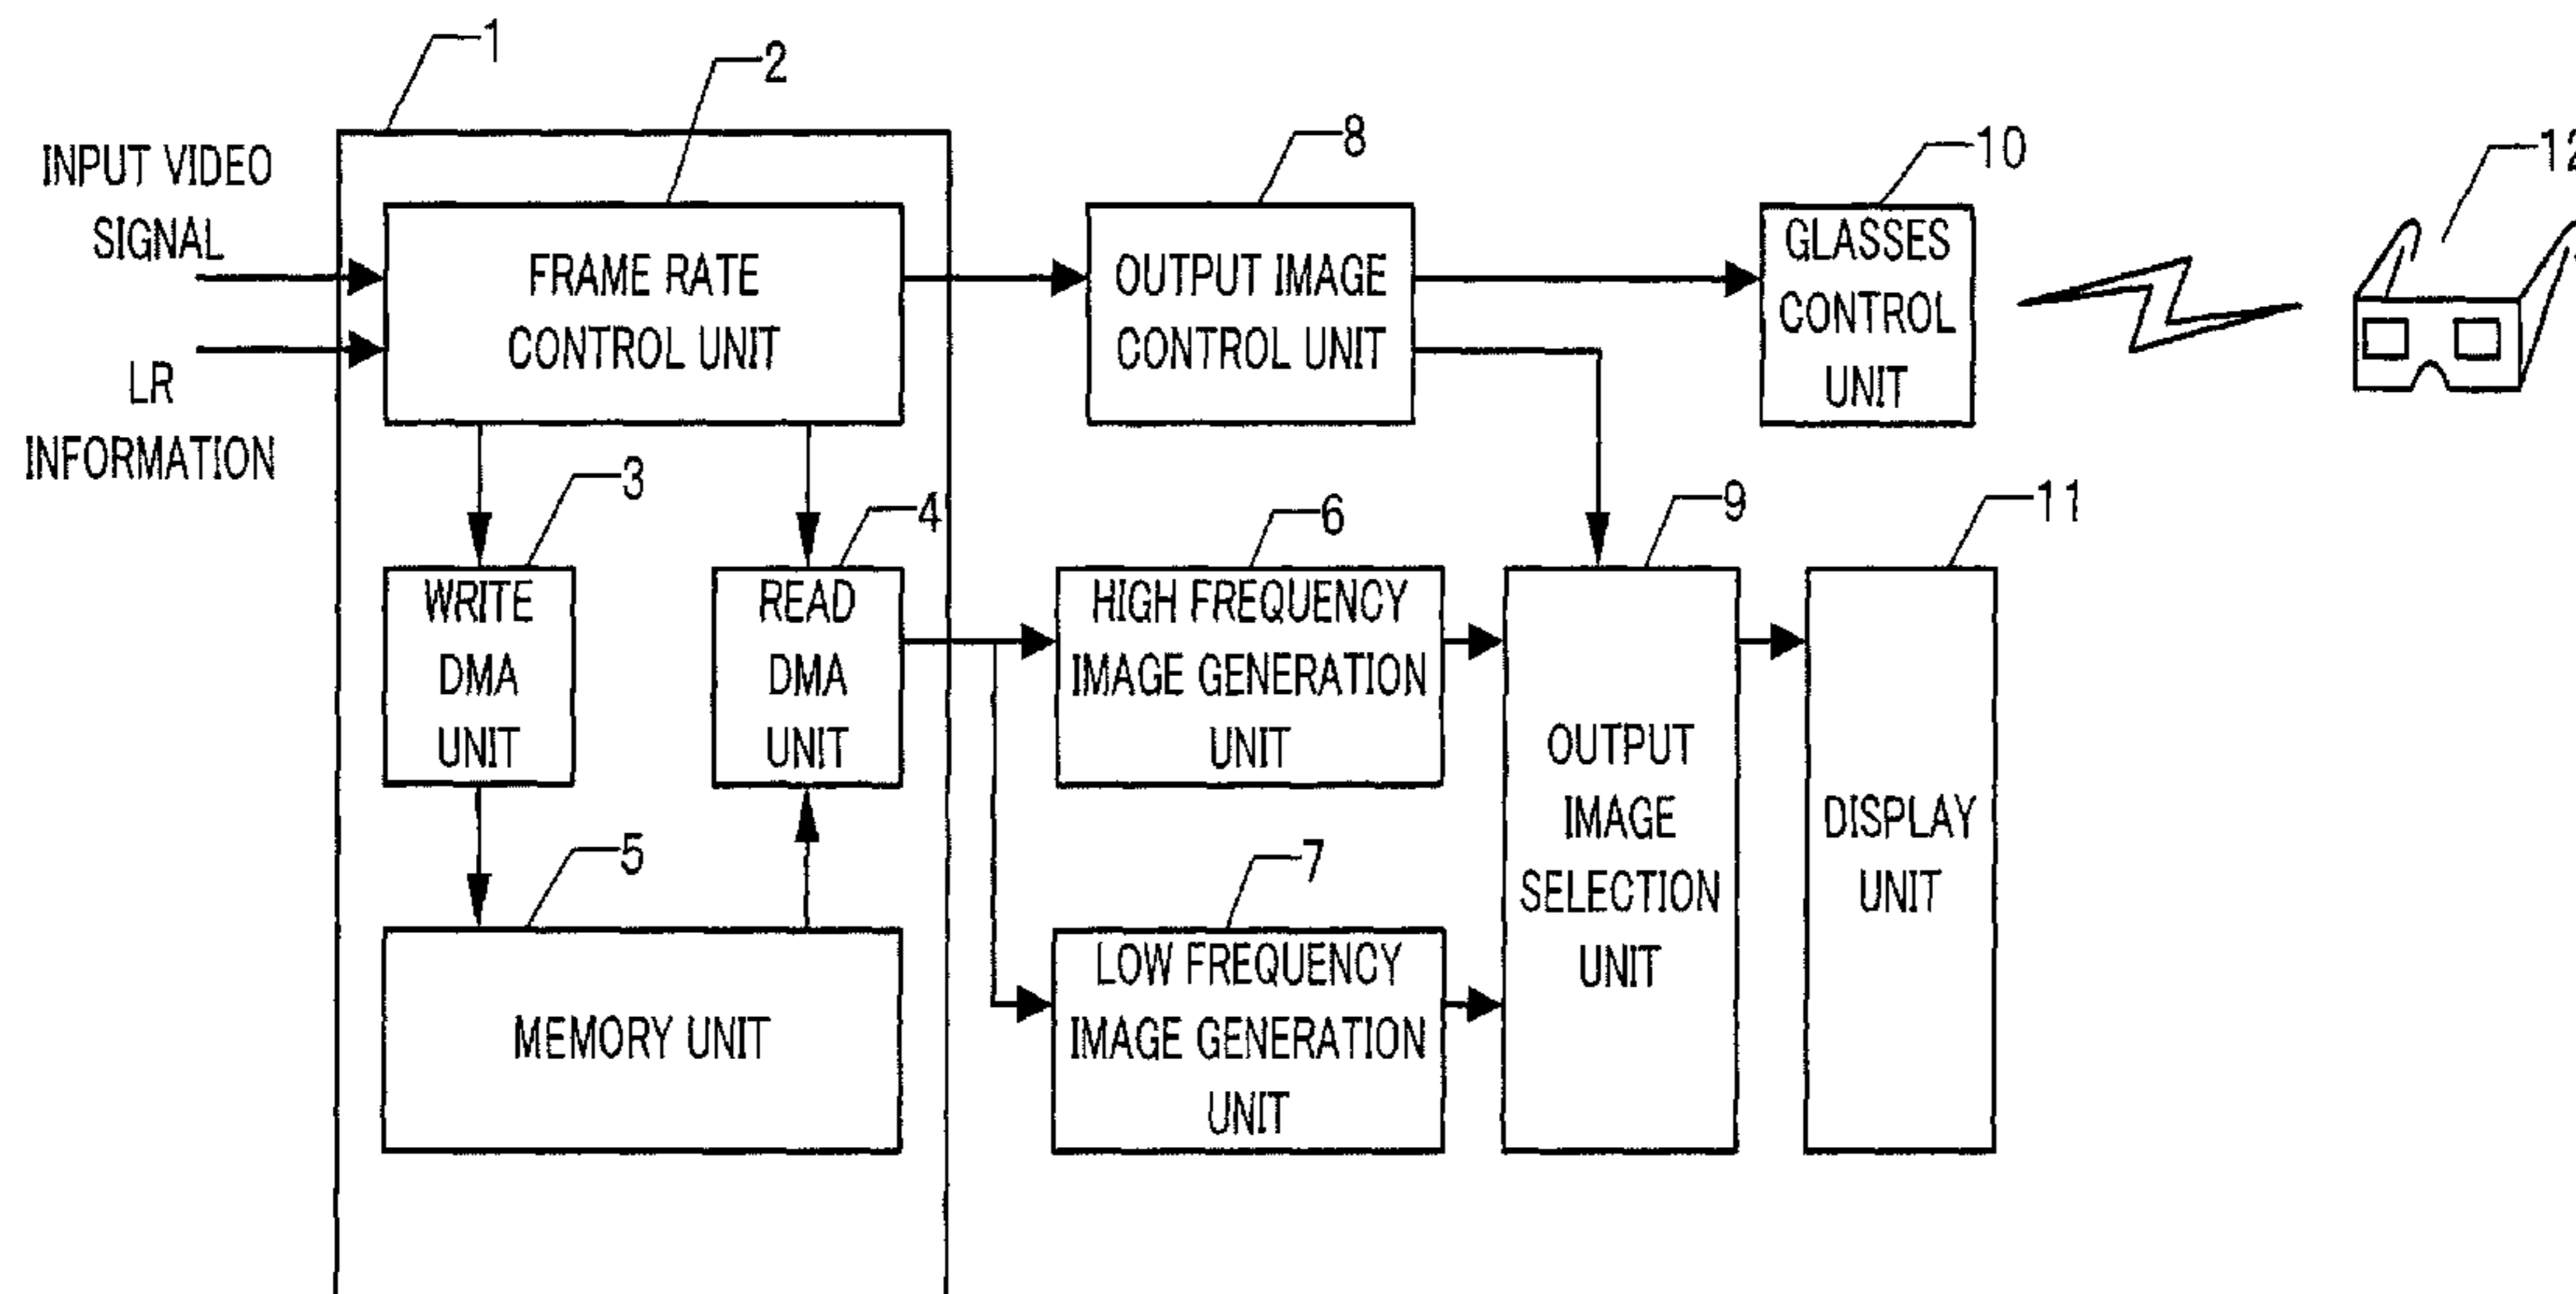 1
2
8
10
12
INPUT VIDEO
SIGNAL
LR
INFORMATION
FRAME RATE
CONTROL UNIT
OUTPUT IMAGE
CONTROL UNIT
GLASSES
CONTROL
UNIT
3
4
6
9
11
WRITE
DMA
UNIT
READ
DMA
UNIT
HIGH FREQUENCY
IMAGE GENERATION
UNIT
OUTPUT
IMAGE
SELECTION
UNIT
DISPLAY
UNIT
5
7
MEMORY UNIT
LOW FREQUENCY
IMAGE GENERATION
UNIT